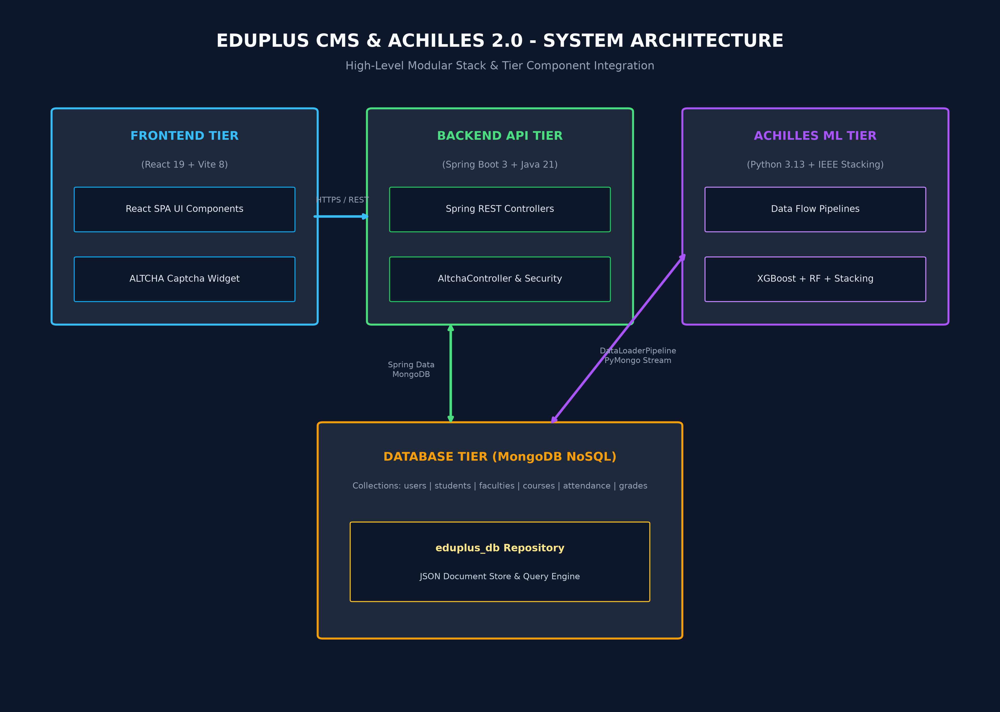 EDUPLUS CMS & ACHILLES 2.0 - SYSTEM ARCHITECTURE
High-Level Modular Stack & Tier Component Integration
FRONTEND TIER
(React 19 + Vite 8)
React SPA UI Components
ALTCHA Captcha Widget
HTTPS / REST
BACKEND API TIER
(Spring Boot 3 + Java 21)
Spring REST Controllers
AltchaController & Security
ACHILLES ML TIER
(Python 3.13 + IEEE Stacking)
Data Flow Pipelines
XGBoost + RF + Stacking
Spring Data
MongoDB
DataLoaderPipeline
PyMongo Stream
DATABASE TIER (MongoDB NoSQL)
Collections: users | students | faculties | courses | attendance | grades
eduplus_db Repository
JSON Document Store & Query Engine